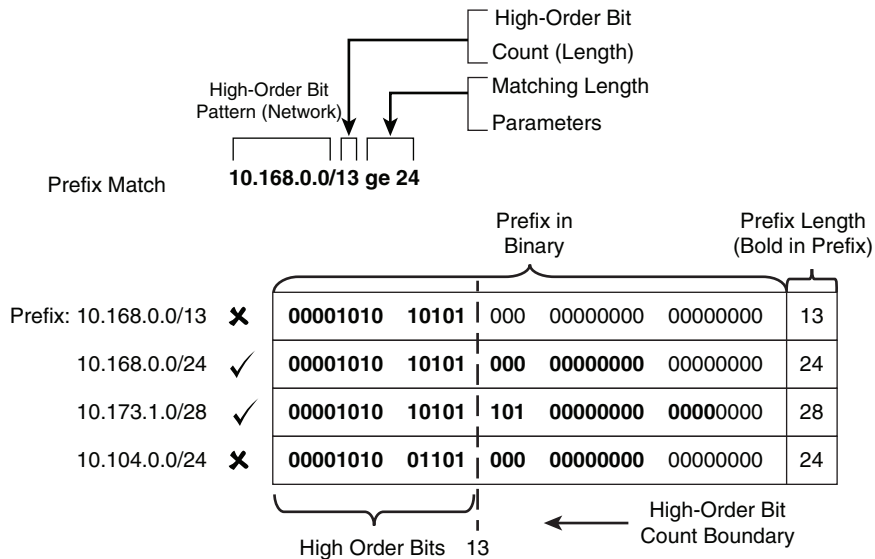 High-Order Bit
Count (Length)
Matching Length
Parameters
High-Order Bit
Pattern (Network)
Prefix Match 10.168.0.0/13 ge 24
Prefix in
Binary
Prefix Length
(Bold in Prefix)
Prefix: 10.168.0.0/13 ✘ 00001010 10101 000 00000000 00000000 13
10.168.0.0/24 ✓ 00001010 10101 000 00000000 00000000 24
10.173.1.0/28 ✓ 00001010 10101 101 00000000 00000000 28
10.104.0.0/24 ✘ 00001010 01101 000 00000000 00000000 24
High Order Bits 13
High-Order Bit
Count Boundary